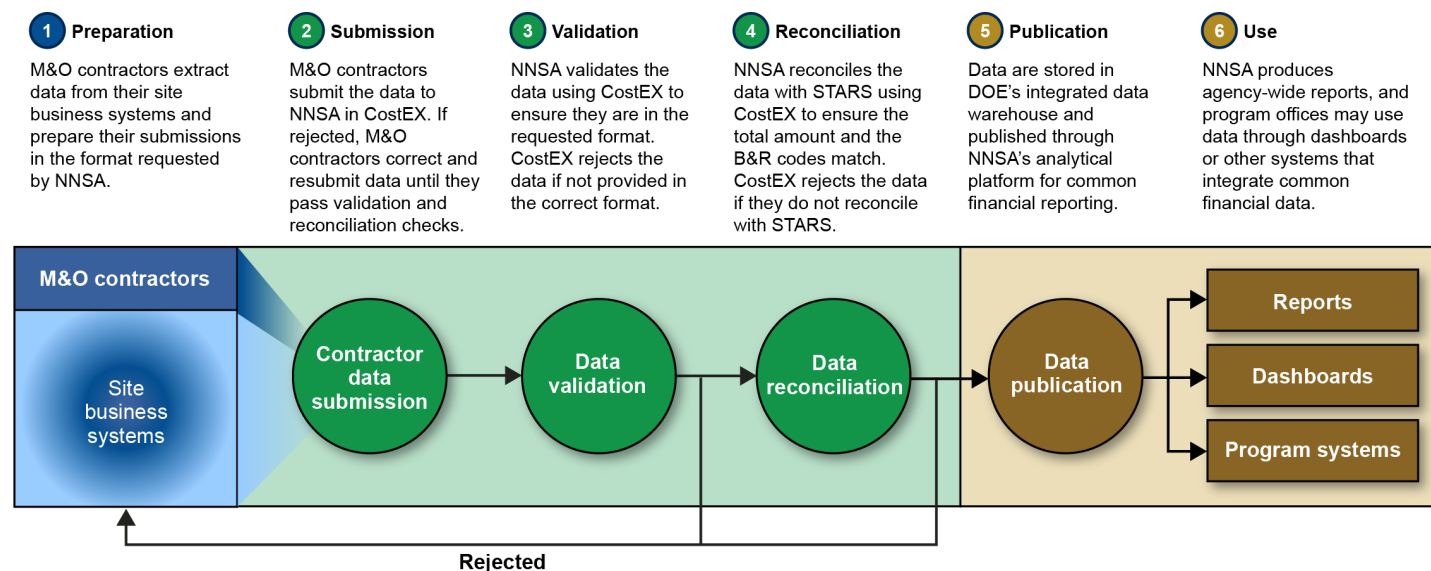 1 Preparation
M&O contractors extract
data from their site
business systems and
prepare their submissions
in the format requested
by NNSA.
2 Submission
M&O contractors
submit the data to
NNSA in CostEX. If
rejected, M&O
contractors correct and
resubmit data until they
pass validation and
reconciliation checks.
3 Validation
NNSA validates the
data using CostEX to
ensure they are in the
requested format.
CostEX rejects the
data if not provided in
the correct format.
4 Reconciliation
NNSA reconciles the
data with STARS using
CostEX to ensure the
total amount and the
B&R codes match.
CostEX rejects the data
if they do not reconcile
with STARS.
5 Publication
Data are stored in
DOE's integrated data
warehouse and
published through
NNSA's analytical
platform for common
financial reporting.
6 Use
NNSA produces
agency-wide reports, and
program offices may use
data through dashboards
or other systems that
integrate common
financial data.
M&O contractors
Site
business
systems
Contractor
data
submission
Data
validation
Data
reconciliation
Data
publication
Reports
Dashboards
Program systems
Rejected